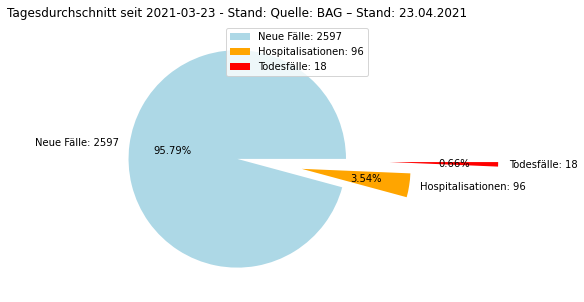 Tagesdurchschnitt seit 2021-03-23 - Stand: Quelle: BAG – Stand: 23.04.2021
Neue Fälle: 2597
Hospitalisationen: 96
Todesfälle: 18
Neue Fälle: 2597
95.79%
0.66%
Todesfälle: 18
3.54%
Hospitalisationen: 96